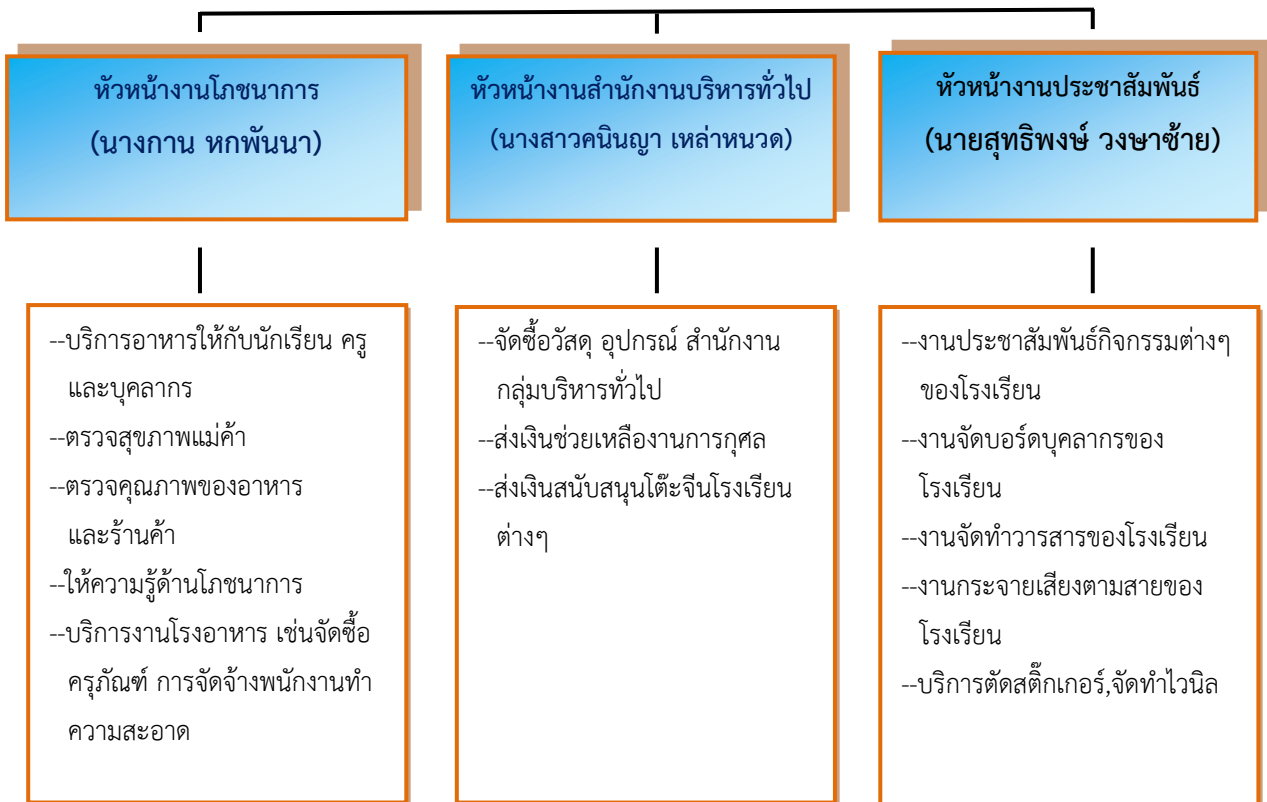 หัวหน้างานโภชนาการ
(นางกาน หกพันนา)
หัวหน้างานสำนักงานบริหารทั่วไป
(นางสาวคนินญา เหล่าหนวด)
หัวหน้างานประชาสัมพันธ์
(นายสุทธิพงษ์ วงษาซ้าย)
--บริการอาหารให้กับนักเรียน ครู
และบุคลากร
--ตรวจสุขภาพแม่ค้า
--ตรวจคุณภาพของอาหาร
และร้านค้า
--ให้ความรู้ด้านโภชนาการ
--บริการงานโรงอาหาร เช่นจัดซื้อ
ครุภัณฑ์ การจัดจ้างพนักงานทำ
ความสะอาด
--จัดซื้อวัสดุ อุปกรณ์ สำนักงาน
กลุ่มบริหารทั่วไป
--ส่งเงินช่วยเหลืองานการกุศล
--ส่งเงินสนับสนุนโต๊ะจีนโรงเรียน
ต่างๆ
--งานประชาสัมพันธ์กิจกรรมต่างๆ
ของโรงเรียน
--งานจัดบอร์ดบุคลากรของ
โรงเรียน
--งานจัดทำวารสารของโรงเรียน
--งานกระจายเสียงตามสายของ
โรงเรียน
--บริการตัดสติ๊กเกอร์,จัดทำไวนิล